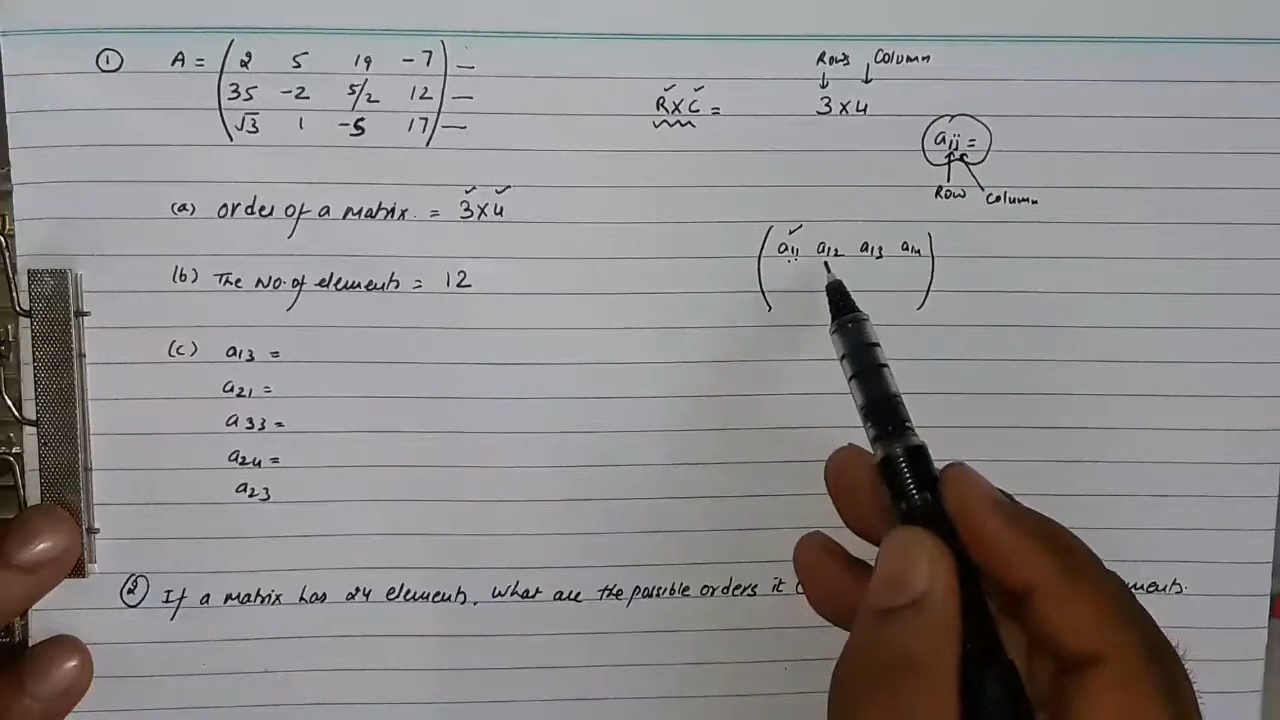 ① A = ( 2 5 19 -7 ) –
35 -2 5/2 12 –
√3 1 -5 17 –
Rows Column
↓ ↓
R X C = 3 X 4
aij =
Row column
(a) order of a matrix. = 3 X 4
(b) The No. of elements = 12
( a11 a12 a13 a14 )
(c) a13 =
a21 =
a33 =
a24 =
a23
② If a matrix has 24 elements, what are the possible orders it